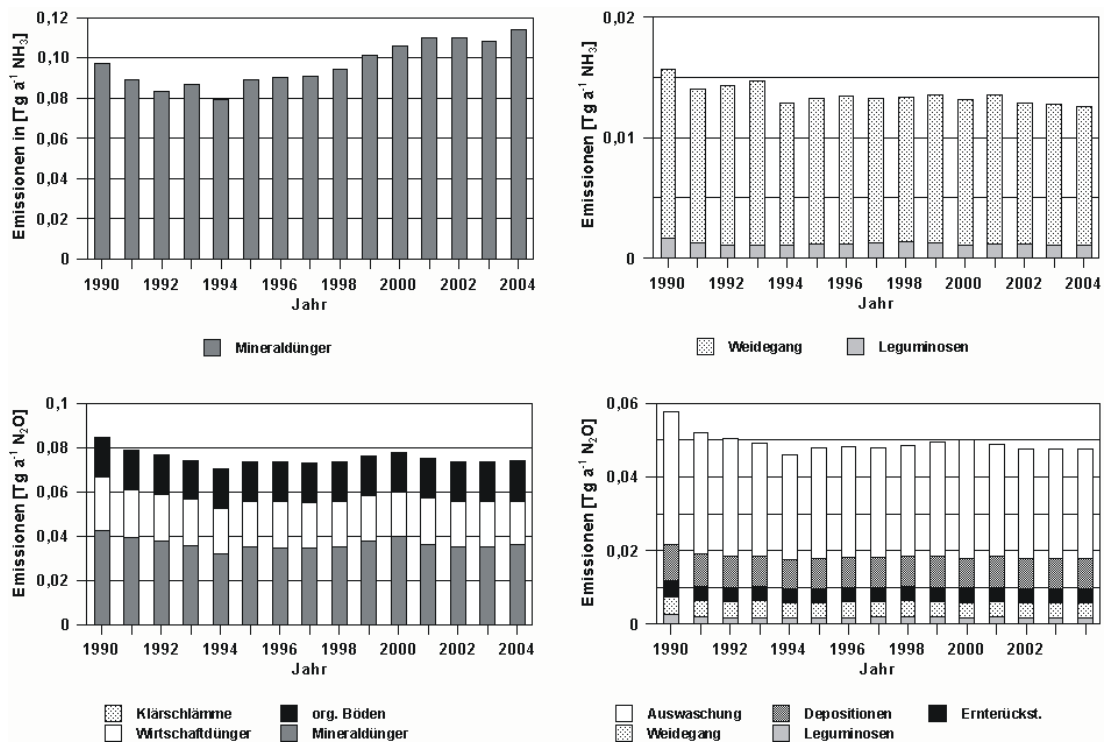 Emissionen in [Tg a⁻¹ NH₃]
0,12
0,10
0,08
0,06
0,04
0,02
0
1990 1992 1994 1996 1998 2000 2002 2004
Jahr
Mineraldünger
Emissionen [Tg a⁻¹ NH₃]
0,02
0,01
0
1990 1992 1994 1996 1998 2000 2002 2004
Jahr
Weidegang Leguminosen
Emissionen [Tg a⁻¹ N₂O]
0,1
0,08
0,06
0,04
0,02
0
1990 1992 1994 1996 1998 2000 2002 2004
Jahr
Klärschlämme org. Böden
Wirtschaftdünger Mineraldünger
Emissionen [Tg a⁻¹ N₂O]
0,06
0,04
0,02
0
1990 1992 1994 1996 1998 2000 2002
Jahr
Auswaschung Depositionen Ernterückst.
Weidegang Leguminosen